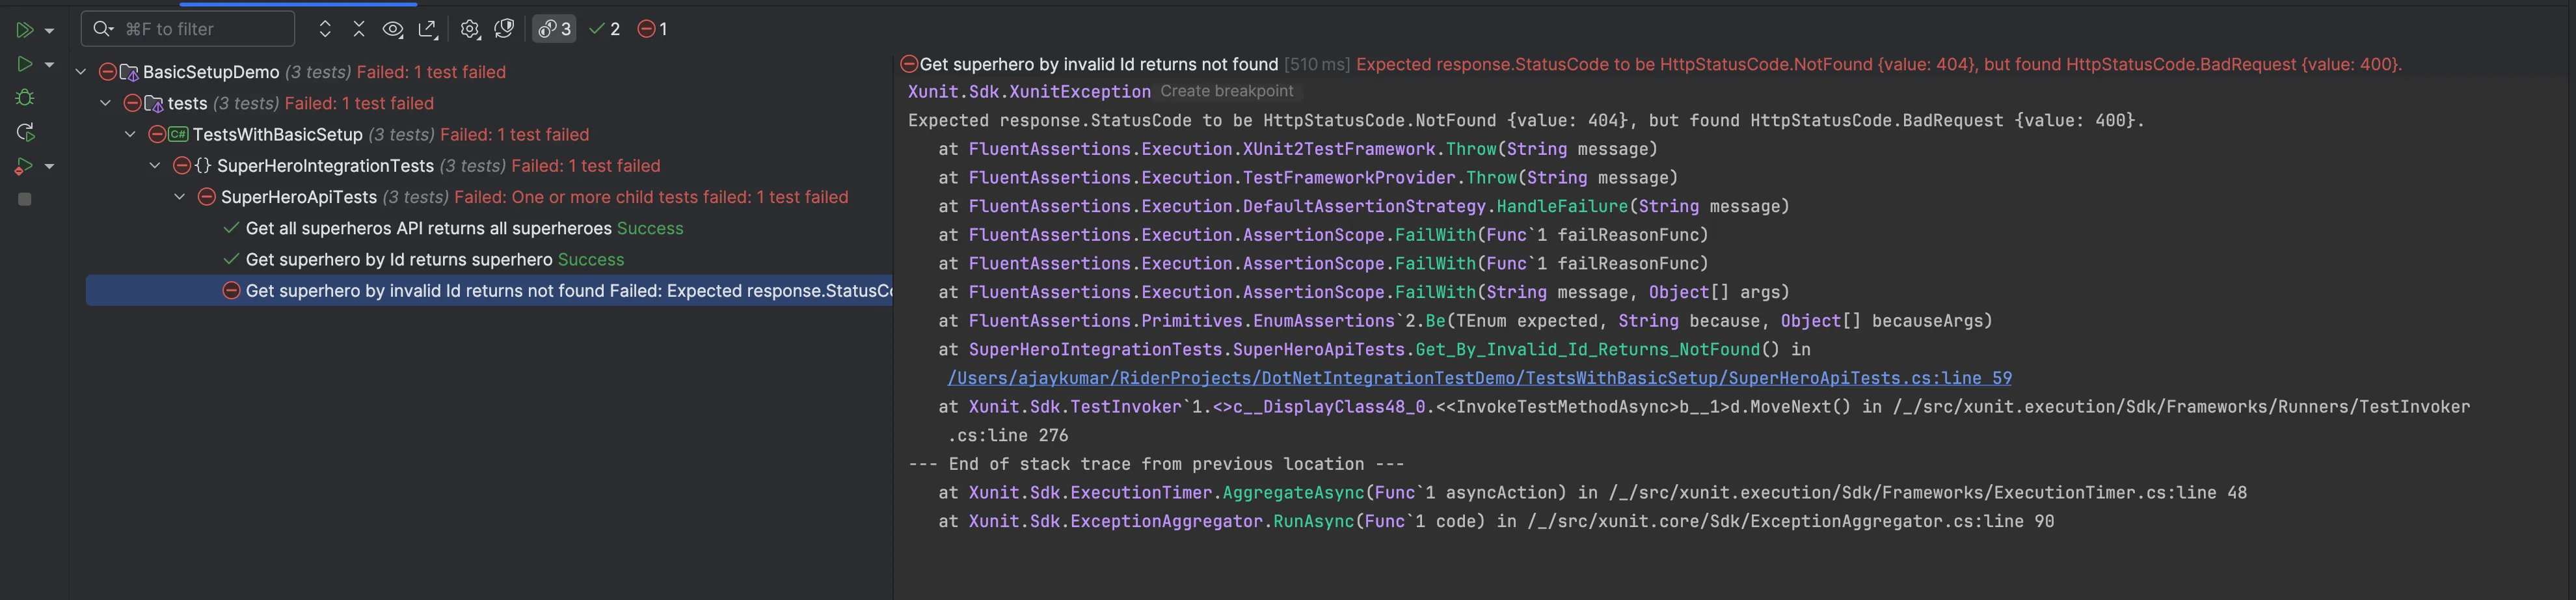 ⌘F to filter
3
2
1
BasicSetupDemo (3 tests) Failed: 1 test failed
tests (3 tests) Failed: 1 test failed
C# TestsWithBasicSetup (3 tests) Failed: 1 test failed
{} SuperHeroIntegrationTests (3 tests) Failed: 1 test failed
SuperHeroApiTests (3 tests) Failed: One or more child tests failed: 1 test failed
Get all superheros API returns all superheroes Success
Get superhero by Id returns superhero Success
Get superhero by invalid Id returns not found Failed: Expected response.StatusCo
Get superhero by invalid Id returns not found [510 ms] Expected response.StatusCode to be HttpStatusCode.NotFound {value: 404}, but found HttpStatusCode.BadRequest {value: 400}.
Xunit.Sdk.XunitException Create breakpoint
Expected response.StatusCode to be HttpStatusCode.NotFound {value: 404}, but found HttpStatusCode.BadRequest {value: 400}.
at FluentAssertions.Execution.XUnit2TestFramework.Throw(String message)
at FluentAssertions.Execution.TestFrameworkProvider.Throw(String message)
at FluentAssertions.Execution.DefaultAssertionStrategy.HandleFailure(String message)
at FluentAssertions.Execution.AssertionScope.FailWith(Func`1 failReasonFunc)
at FluentAssertions.Execution.AssertionScope.FailWith(Func`1 failReasonFunc)
at FluentAssertions.Execution.AssertionScope.FailWith(String message, Object[] args)
at FluentAssertions.Primitives.EnumAssertions`2.Be(TEnum expected, String because, Object[] becauseArgs)
at SuperHeroIntegrationTests.SuperHeroApiTests.Get_By_Invalid_Id_Returns_NotFound() in
/Users/ajaykumar/RiderProjects/DotNetIntegrationTestDemo/TestsWithBasicSetup/SuperHeroApiTests.cs:line 59
at Xunit.Sdk.TestInvoker`1.<>c__DisplayClass48_0.<<InvokeTestMethodAsync>b__1>d.MoveNext() in /_/src/xunit.execution/Sdk/Frameworks/Runners/TestInvoker
.cs:line 276
--- End of stack trace from previous location ---
at Xunit.Sdk.ExecutionTimer.AggregateAsync(Func`1 asyncAction) in /_/src/xunit.execution/Sdk/Frameworks/ExecutionTimer.cs:line 48
at Xunit.Sdk.ExceptionAggregator.RunAsync(Func`1 code) in /_/src/xunit.core/Sdk/ExceptionAggregator.cs:line 90